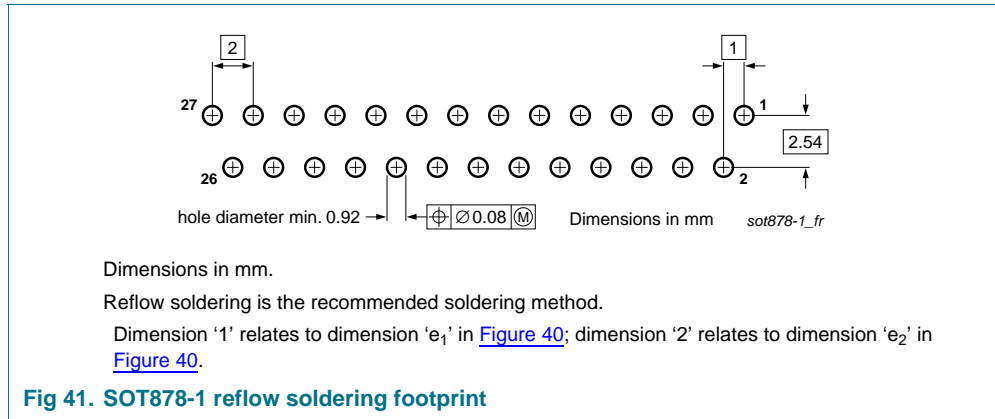 2
1
27
1
2.54
26
2
hole diameter min. 0.92
⌖ ∅ 0.08 Ⓜ
Dimensions in mm
sot878-1_fr
Dimensions in mm.
Reflow soldering is the recommended soldering method.
Dimension ‘1’ relates to dimension ‘e₁’ in Figure 40; dimension ‘2’ relates to dimension ‘e₂’ in
Figure 40.
Fig 41. SOT878-1 reflow soldering footprint